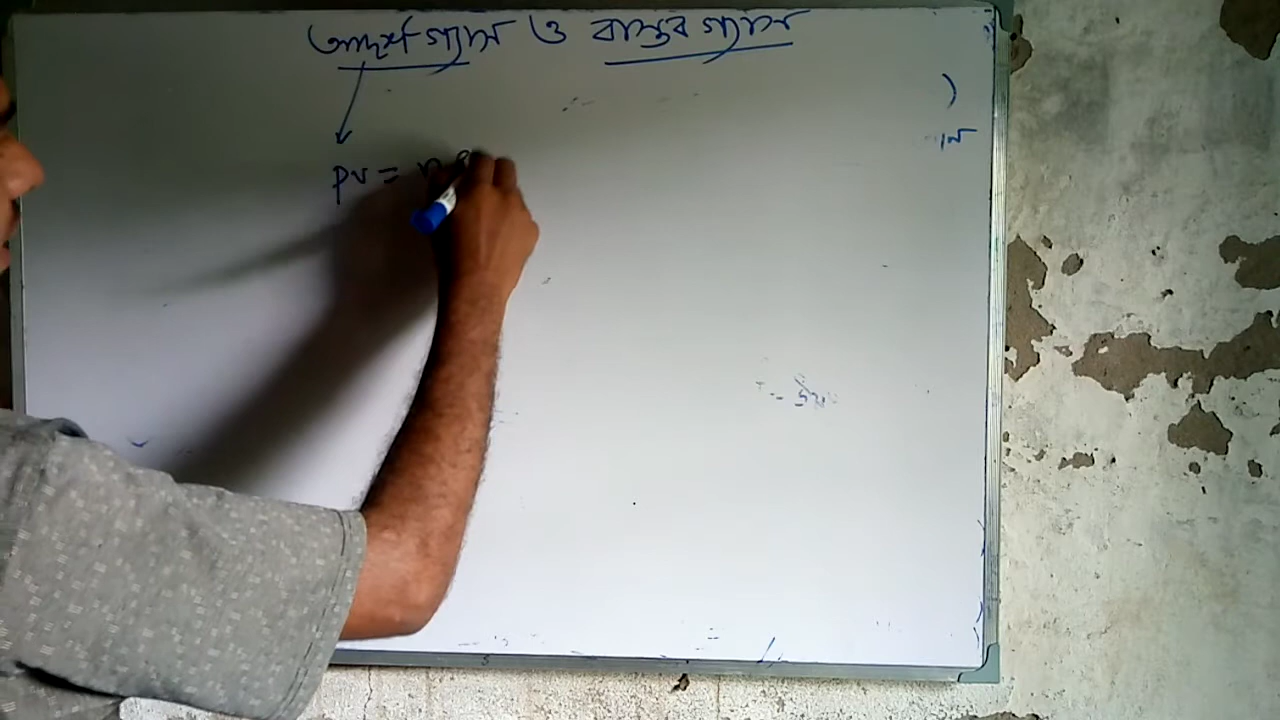 আদর্শ গ্যাস ও বাস্তব গ্যাস
PV = n